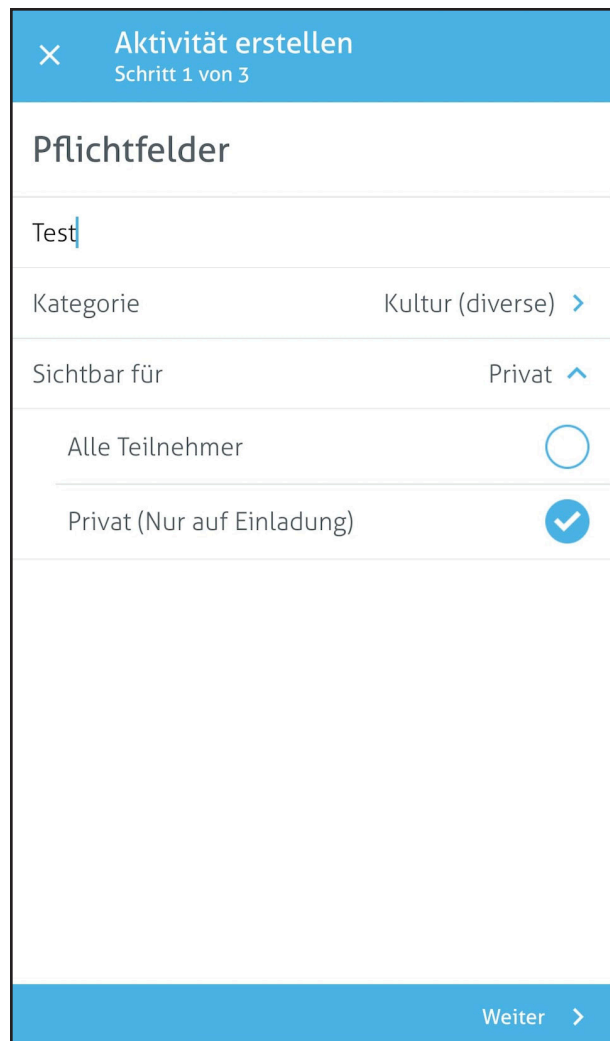 Aktivität erstellen
Schritt 1 von 3
Pflichtfelder
Test
Kategorie Kultur (diverse)
Sichtbar für Privat
Alle Teilnehmer
Privat (Nur auf Einladung)
Weiter